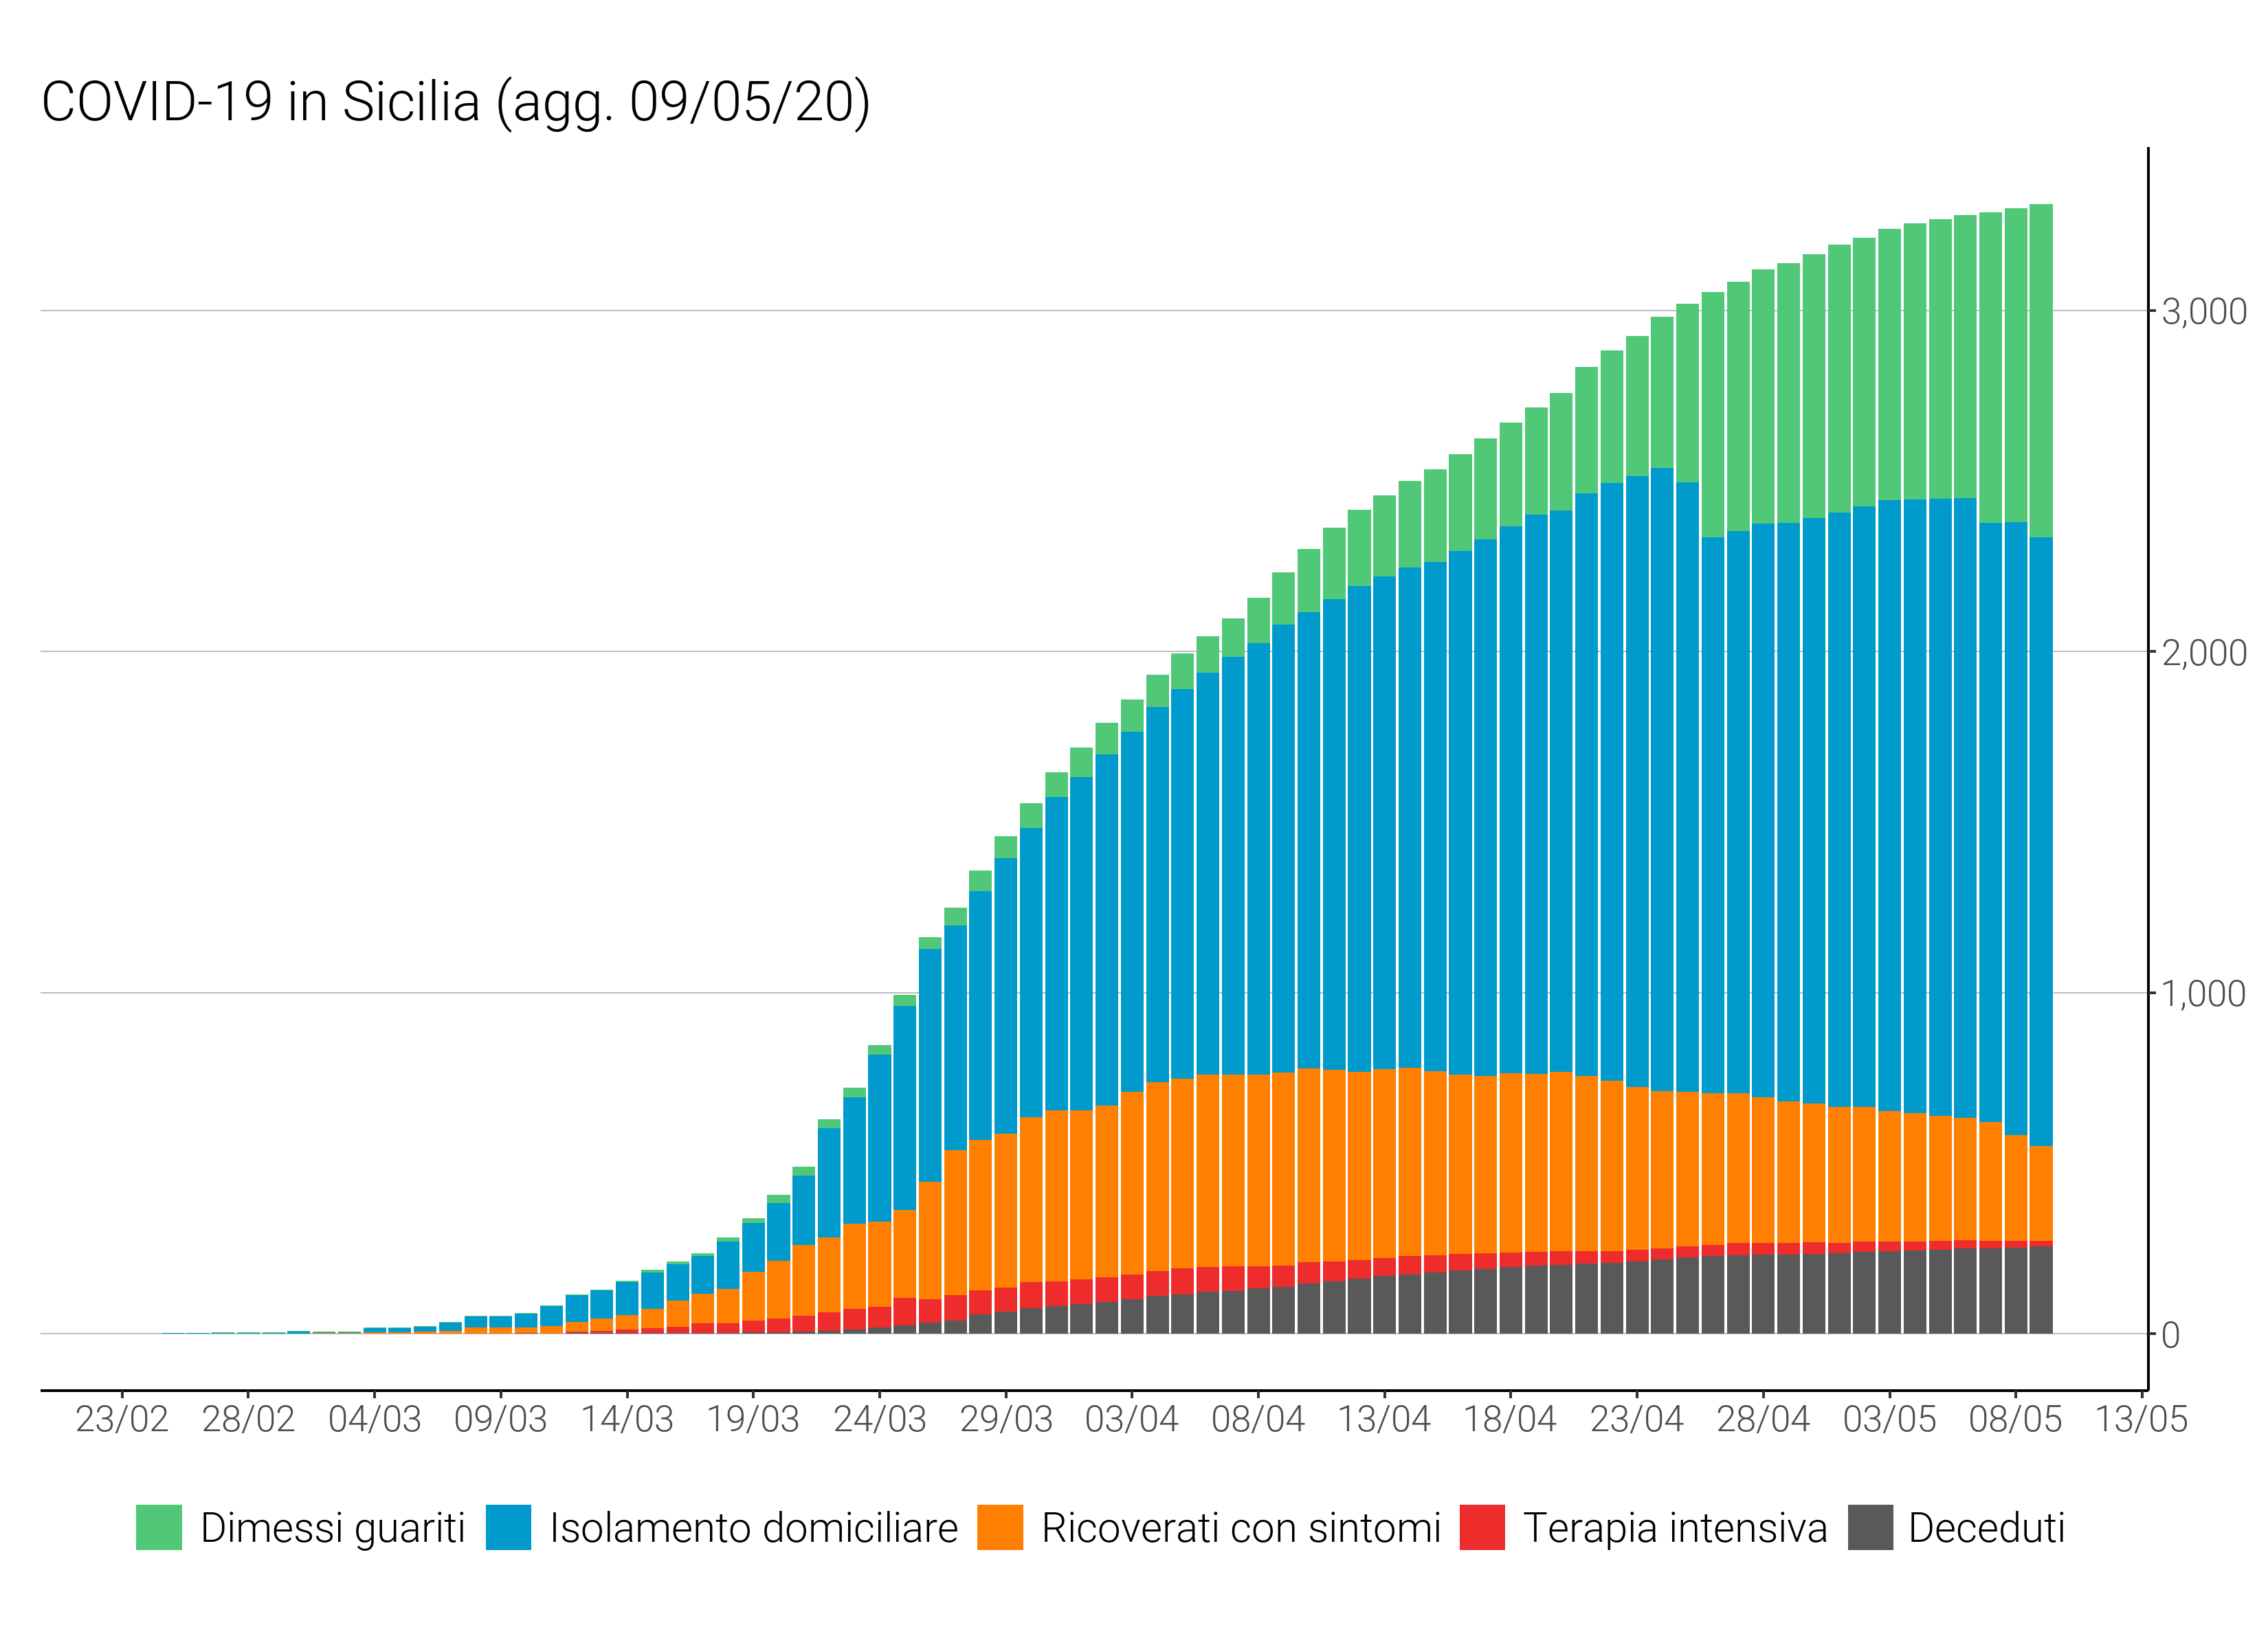 COVID-19 in Sicilia (agg. 09/05/20)
3,000
2,000
1,000
0
23/02 28/02 04/03 09/03 14/03 19/03 24/03 29/03 03/04 08/04 13/04 18/04 23/04 28/04 03/05 08/05 13/05
Dimessi guariti Isolamento domiciliare Ricoverati con sintomi Terapia intensiva Deceduti